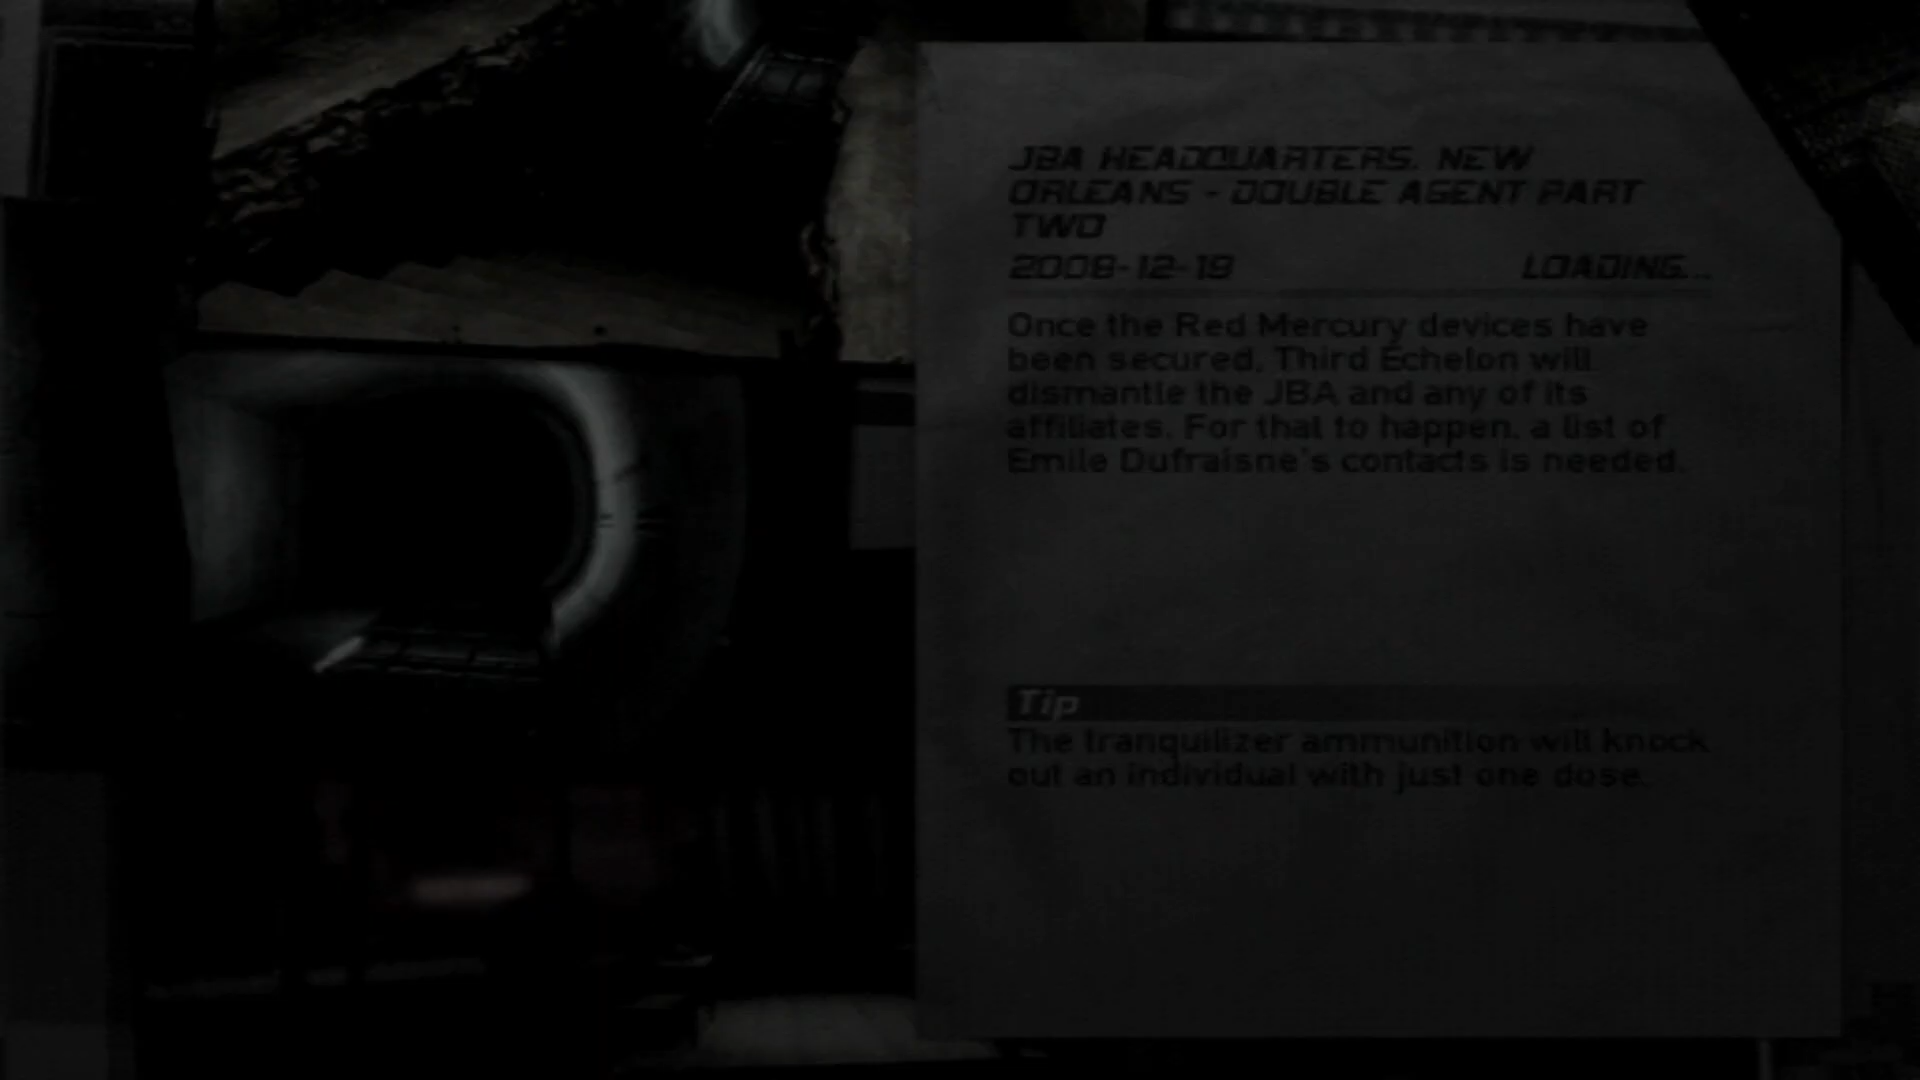 JBA HEADQUARTERS, NEW
ORLEANS - DOUBLE AGENT PART
TWO
2008-12-19 LOADING...
Once the Red Mercury devices have
been secured, Third Echelon will
dismantle the JBA and any of its
affiliates. For that to happen, a list of
Emile Dufraisne's contacts is needed.
Tip
The tranquilizer ammunition will knock
out an individual with just one dose.